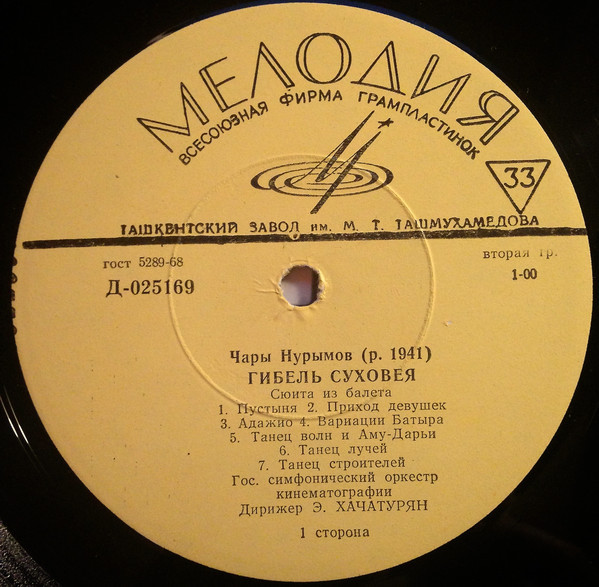 МЕЛОДИЯ
ВСЕСОЮЗНАЯ ФИРМА ГРАМПЛАСТИНОК
33
ТАШКЕНТСКИЙ ЗАВОД им. М. Т. ТАШМУХАМЕДОВА
гост 5289-68
вторая гр.
Д-025169
1-00
Чары Нурымов (р. 1941)
ГИБЕЛЬ СУХОВЕЯ
Сюита из балета
1. Пустыня 2. Приход девушек
3. Адажио 4. Вариации Батыра
5. Танец волн и Аму-Дарьи
6. Танец лучей
7. Танец строителей
Гос. симфонический оркестр
кинематографии
Дирижер Э. ХАЧАТУРЯН
1 сторона